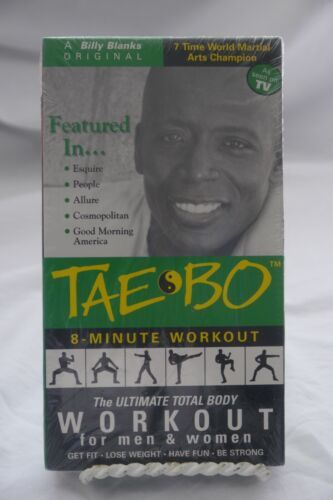 A Billy Blanks
ORIGINAL
7 Time World Martial
Arts Champion
As
seen on
TV
Featured
In...
• Esquire
• People
• Allure
• Cosmopolitan
• Good Morning
America
TAE BO™
8-MINUTE WORKOUT
The ULTIMATE TOTAL BODY
WORKOUT
for men & women
GET FIT • LOSE WEIGHT • HAVE FUN • BE STRONG